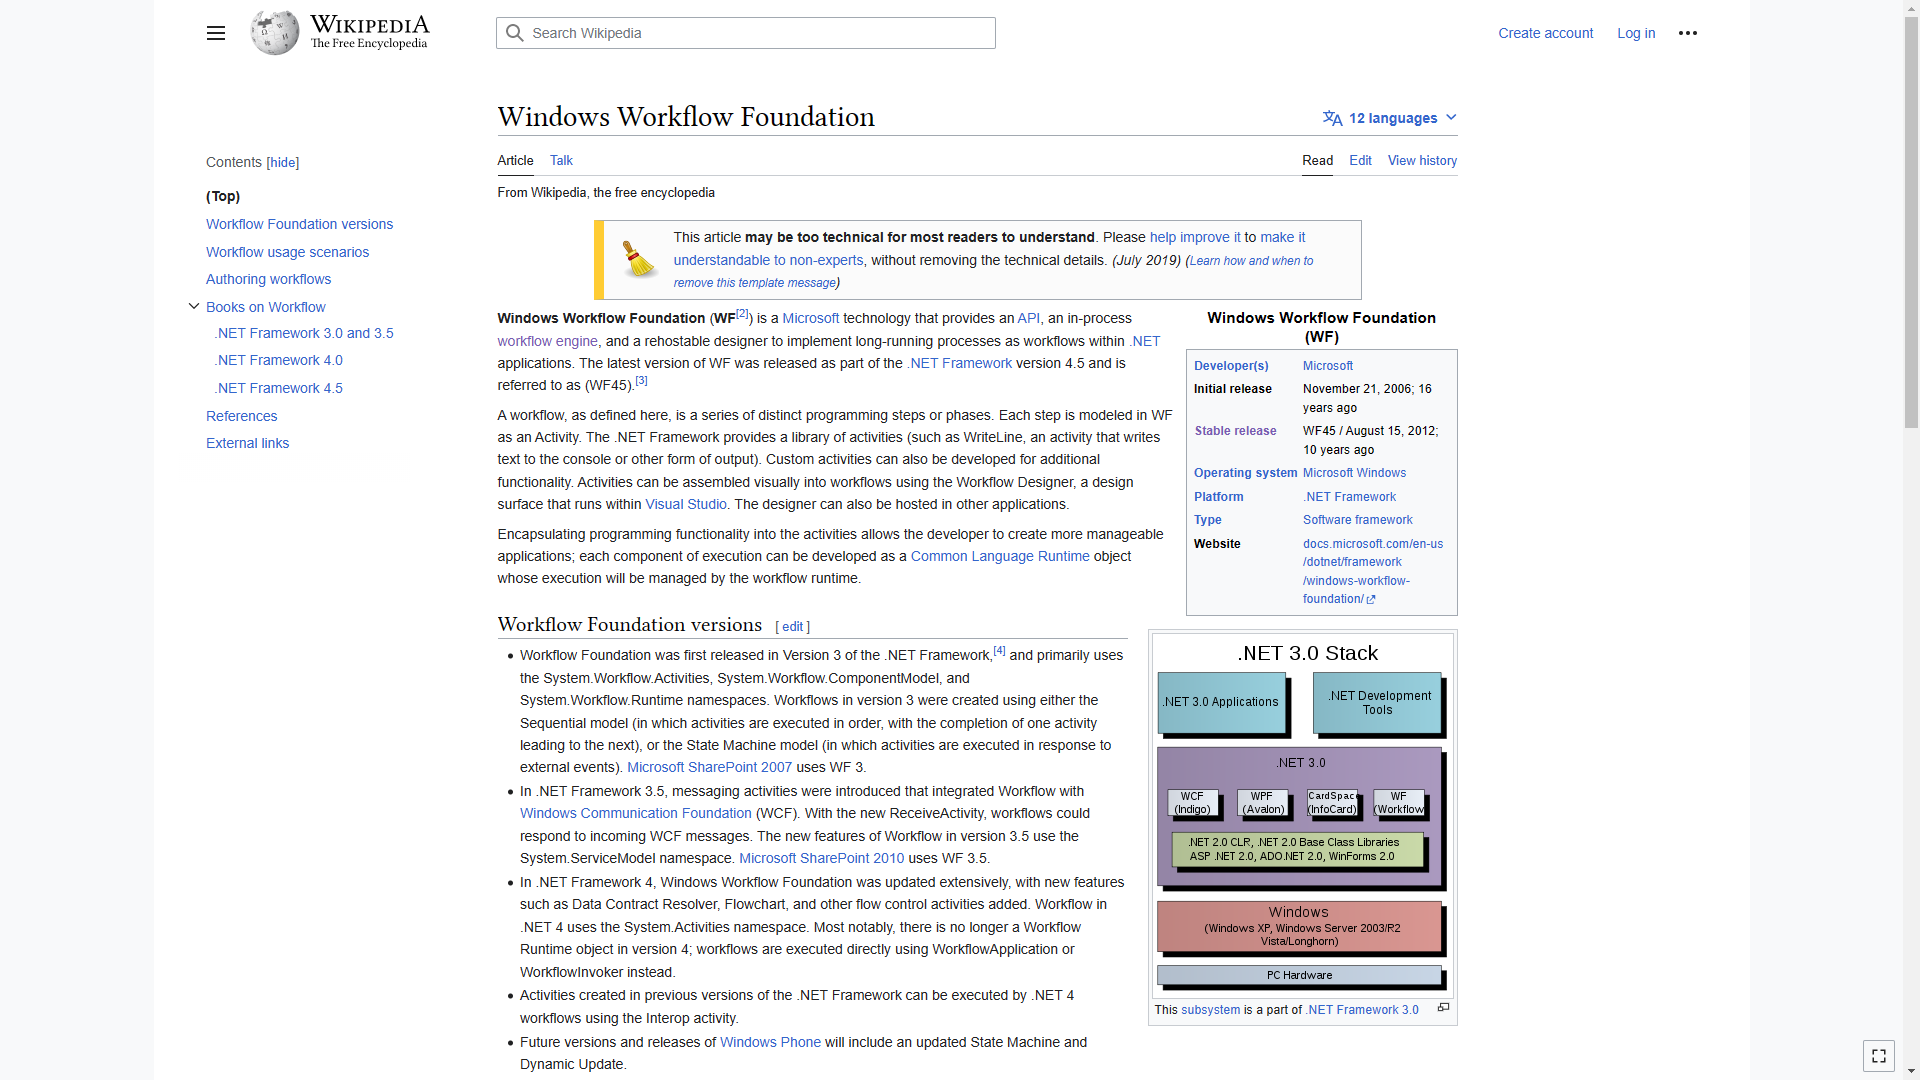 WIKIPEDIA
The Free Encyclopedia
Search Wikipedia
Create account
Log in
Windows Workflow Foundation
12 languages
Article
Talk
Read
Edit
View history
From Wikipedia, the free encyclopedia
Contents [hide]
(Top)
Workflow Foundation versions
Workflow usage scenarios
Authoring workflows
Books on Workflow
.NET Framework 3.0 and 3.5
.NET Framework 4.0
.NET Framework 4.5
References
External links
This article may be too technical for most readers to understand. Please help improve it to make it
understandable to non-experts, without removing the technical details. (July 2019) (Learn how and when to
remove this template message)
Windows Workflow Foundation (WF[2]) is a Microsoft technology that provides an API, an in-process
workflow engine, and a rehostable designer to implement long-running processes as workflows within .NET
applications. The latest version of WF was released as part of the .NET Framework version 4.5 and is
referred to as (WF45).[3]
A workflow, as defined here, is a series of distinct programming steps or phases. Each step is modeled in WF
as an Activity. The .NET Framework provides a library of activities (such as WriteLine, an activity that writes
text to the console or other form of output). Custom activities can also be developed for additional
functionality. Activities can be assembled visually into workflows using the Workflow Designer, a design
surface that runs within Visual Studio. The designer can also be hosted in other applications.
Encapsulating programming functionality into the activities allows the developer to create more manageable
applications; each component of execution can be developed as a Common Language Runtime object
whose execution will be managed by the workflow runtime.
Windows Workflow Foundation
(WF)
Developer(s) Microsoft
Initial release November 21, 2006; 16
years ago
Stable release WF45 / August 15, 2012;
10 years ago
Operating system Microsoft Windows
Platform .NET Framework
Type Software framework
Website docs.microsoft.com/en-us
/dotnet/framework
/windows-workflow-
foundation/
Workflow Foundation versions [ edit ]
• Workflow Foundation was first released in Version 3 of the .NET Framework,[4] and primarily uses
the System.Workflow.Activities, System.Workflow.ComponentModel, and
System.Workflow.Runtime namespaces. Workflows in version 3 were created using either the
Sequential model (in which activities are executed in order, with the completion of one activity
leading to the next), or the State Machine model (in which activities are executed in response to
external events). Microsoft SharePoint 2007 uses WF 3.
• In .NET Framework 3.5, messaging activities were introduced that integrated Workflow with
Windows Communication Foundation (WCF). With the new ReceiveActivity, workflows could
respond to incoming WCF messages. The new features of Workflow in version 3.5 use the
System.ServiceModel namespace. Microsoft SharePoint 2010 uses WF 3.5.
• In .NET Framework 4, Windows Workflow Foundation was updated extensively, with new features
such as Data Contract Resolver, Flowchart, and other flow control activities added. Workflow in
.NET 4 uses the System.Activities namespace. Most notably, there is no longer a Workflow
Runtime object in version 4; workflows are executed directly using WorkflowApplication or
WorkflowInvoker instead.
• Activities created in previous versions of the .NET Framework can be executed by .NET 4
workflows using the Interop activity.
• Future versions and releases of Windows Phone will include an updated State Machine and
Dynamic Update.
.NET 3.0 Stack
.NET 3.0 Applications
.NET Development
Tools
.NET 3.0
WCF
(Indigo)
WPF
(Avalon)
CardSpac
(InfoCard)
WF
(Workflow
.NET 2.0 CLR, .NET 2.0 Base Class Libraries
ASP .NET 2.0, ADO.NET 2.0, WinForms 2.0
Windows
(Windows XP, Windows Server 2003/R2
Vista/Longhorn)
PC Hardware
This subsystem is a part of .NET Framework 3.0